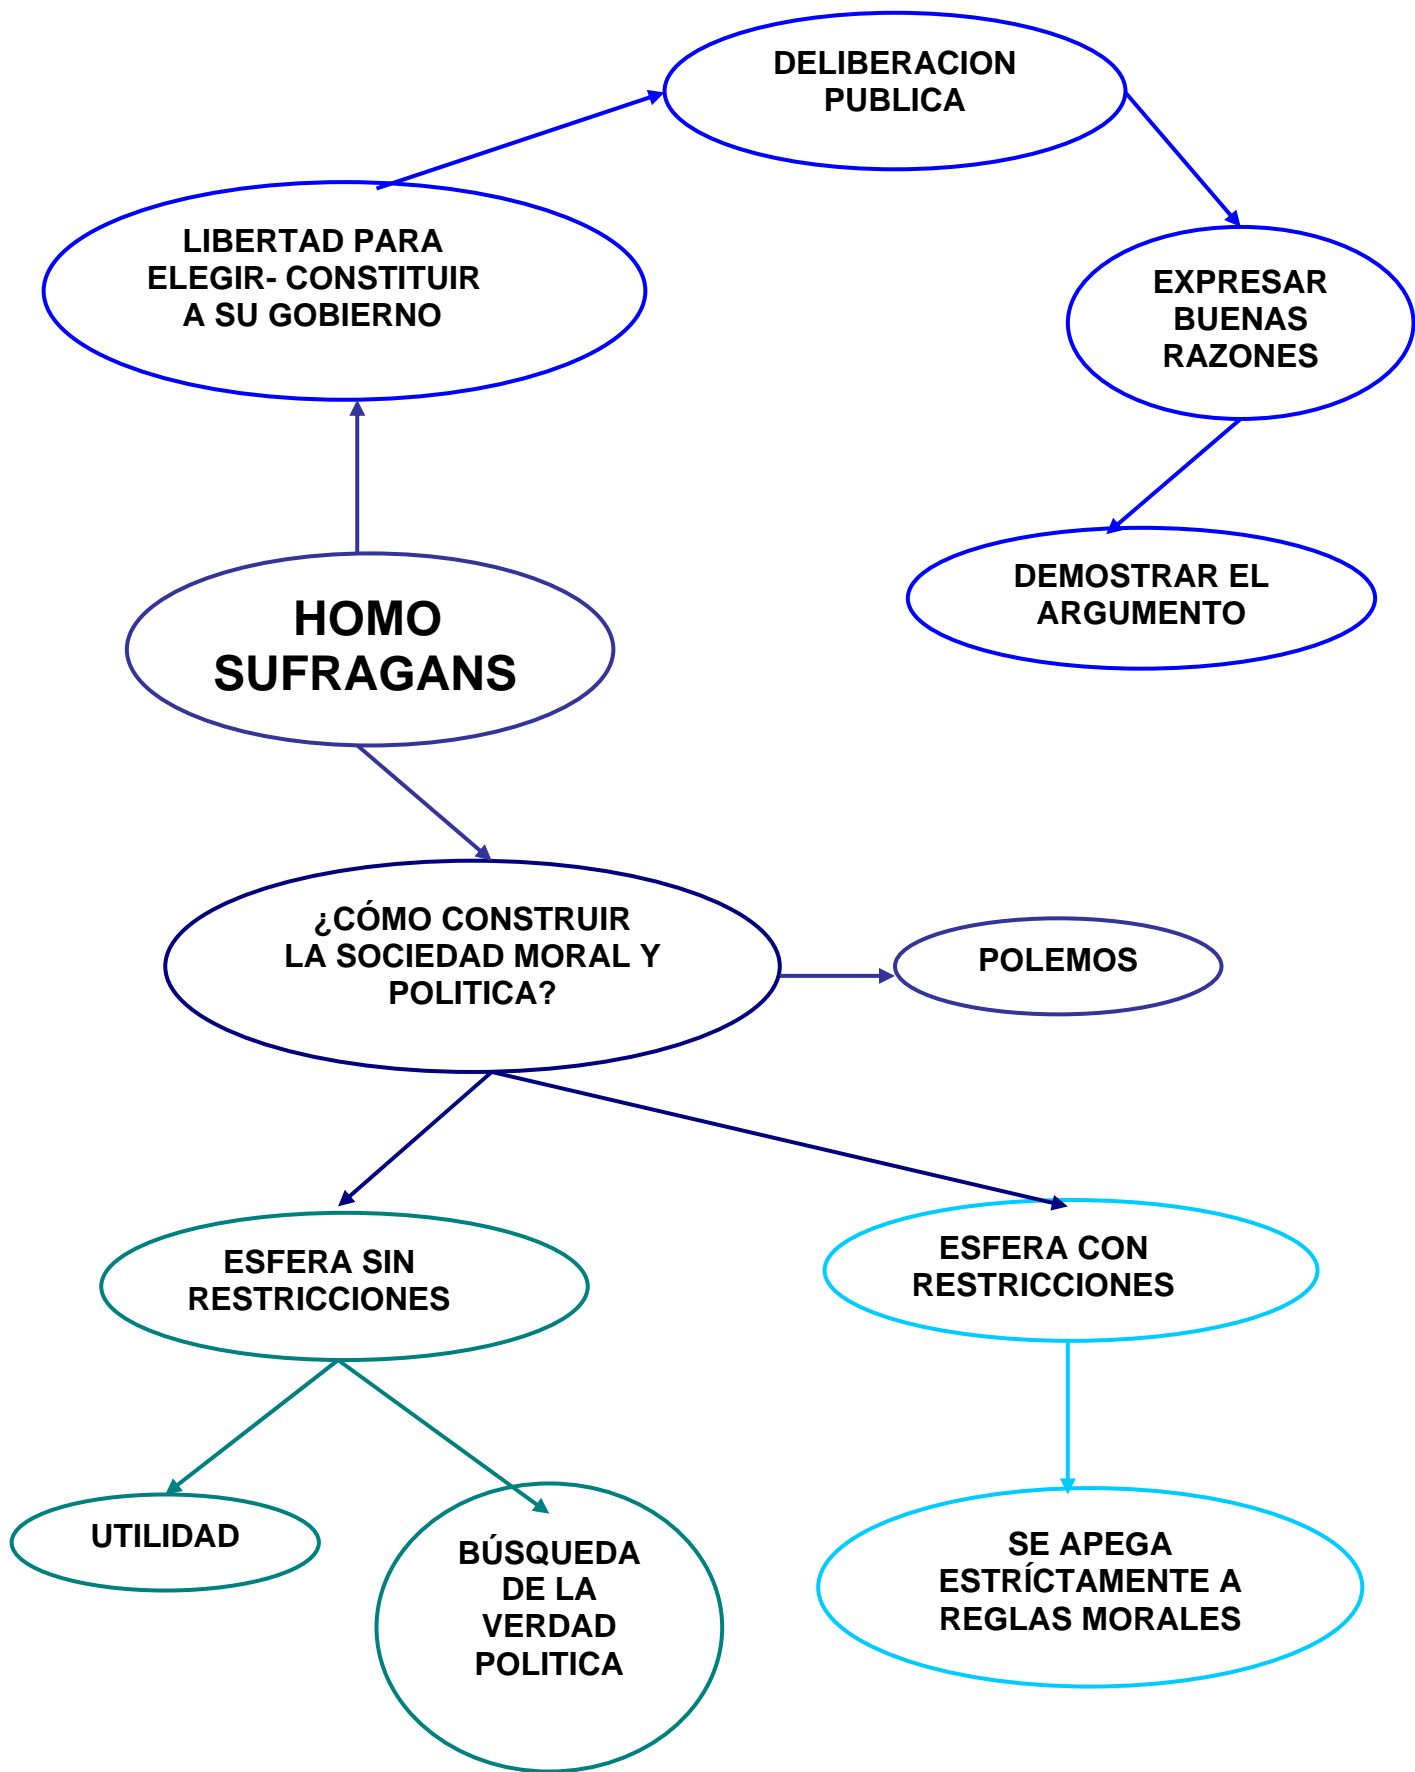 DELIBERACION
PUBLICA
LIBERTAD PARA
ELEGIR- CONSTITUIR
A SU GOBIERNO
EXPRESAR
BUENAS
RAZONES
DEMOSTRAR EL
ARGUMENTO
HOMO
SUFRAGANS
¿CÓMO CONSTRUIR
LA SOCIEDAD MORAL Y
POLITICA?
POLEMOS
ESFERA SIN
RESTRICCIONES
ESFERA CON
RESTRICCIONES
UTILIDAD
BÚSQUEDA
DE LA
VERDAD
POLITICA
SE APEGA
ESTRÍCTAMENTE A
REGLAS MORALES